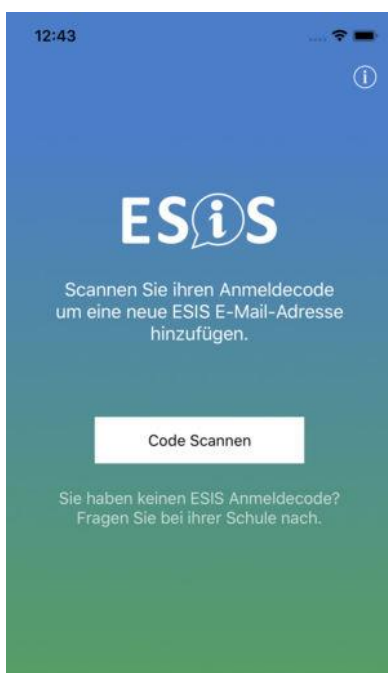 12:43
ESiS
Scannen Sie ihren Anmeldecode
um eine neue ESIS E-Mail-Adresse
hinzufügen.
Code Scannen
Sie haben keinen ESIS Anmeldecode?
Fragen Sie bei ihrer Schule nach.